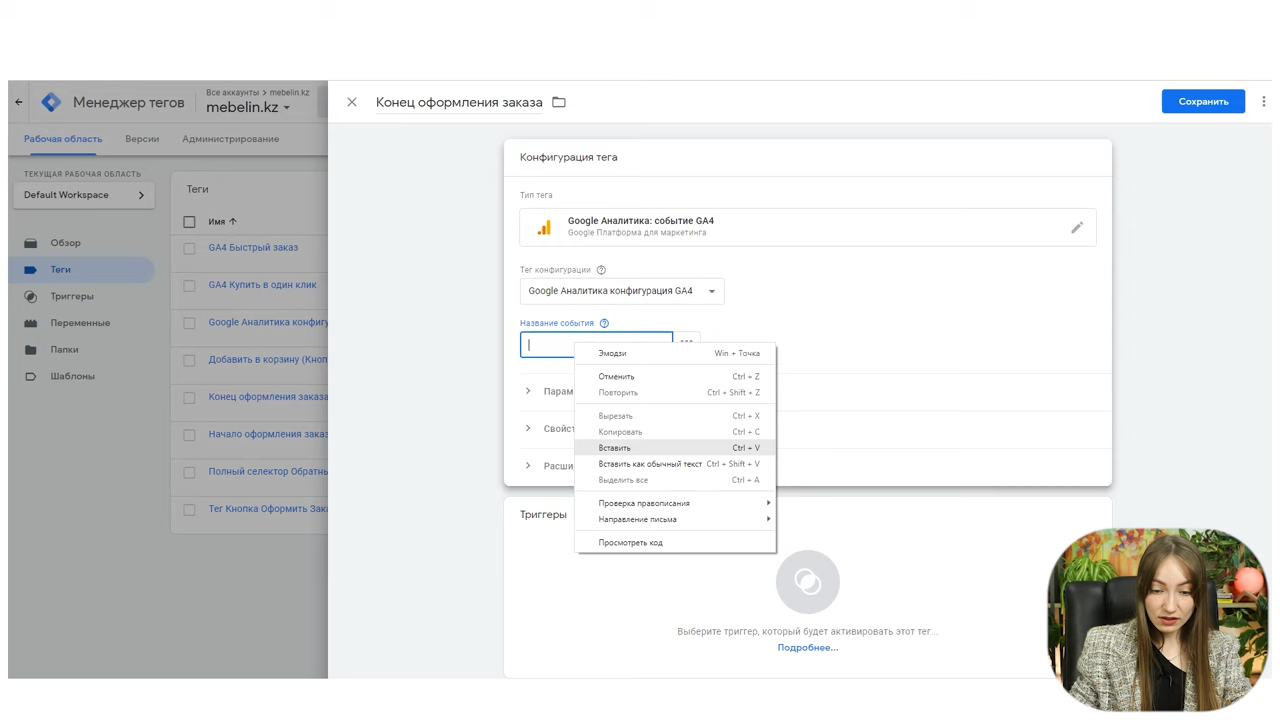 Менеджер тегов
Все аккаунты > mebelin.kz
mebelin.kz
Конец оформления заказа
Сохранить
Рабочая область
Версии
Администрирование
ТЕКУЩАЯ РАБОЧАЯ ОБЛАСТЬ
Default Workspace
Обзор
Теги
Триггеры
Переменные
Папки
Шаблоны
Теги
Имя
GA4 Быстрый заказ
GA4 Купить в один клик
Google Аналитика конфигу
Добавить в корзину (Кноп
Конец оформления заказа
Начало оформления заказ
Полный селектор Обратны
Тег Кнопка Оформить Зака
Конфигурация тега
Тип тега
Google Аналитика: событие GA4
Google Платформа для маркетинга
Тег конфигурации
Google Аналитика конфигурация GA4
Название события
Парам
Свойст
Расши
Эмодзи Win + Точка
Отменить Ctrl + Z
Повторить Ctrl + Shift + Z
Вырезать Ctrl + X
Копировать Ctrl + C
Вставить Ctrl + V
Вставить как обычный текст Ctrl + Shift + V
Выделить все Ctrl + A
Проверка правописания
Направление письма
Просмотреть код
Триггеры
Выберите триггер, который будет активировать этот тег...
Подробнее...